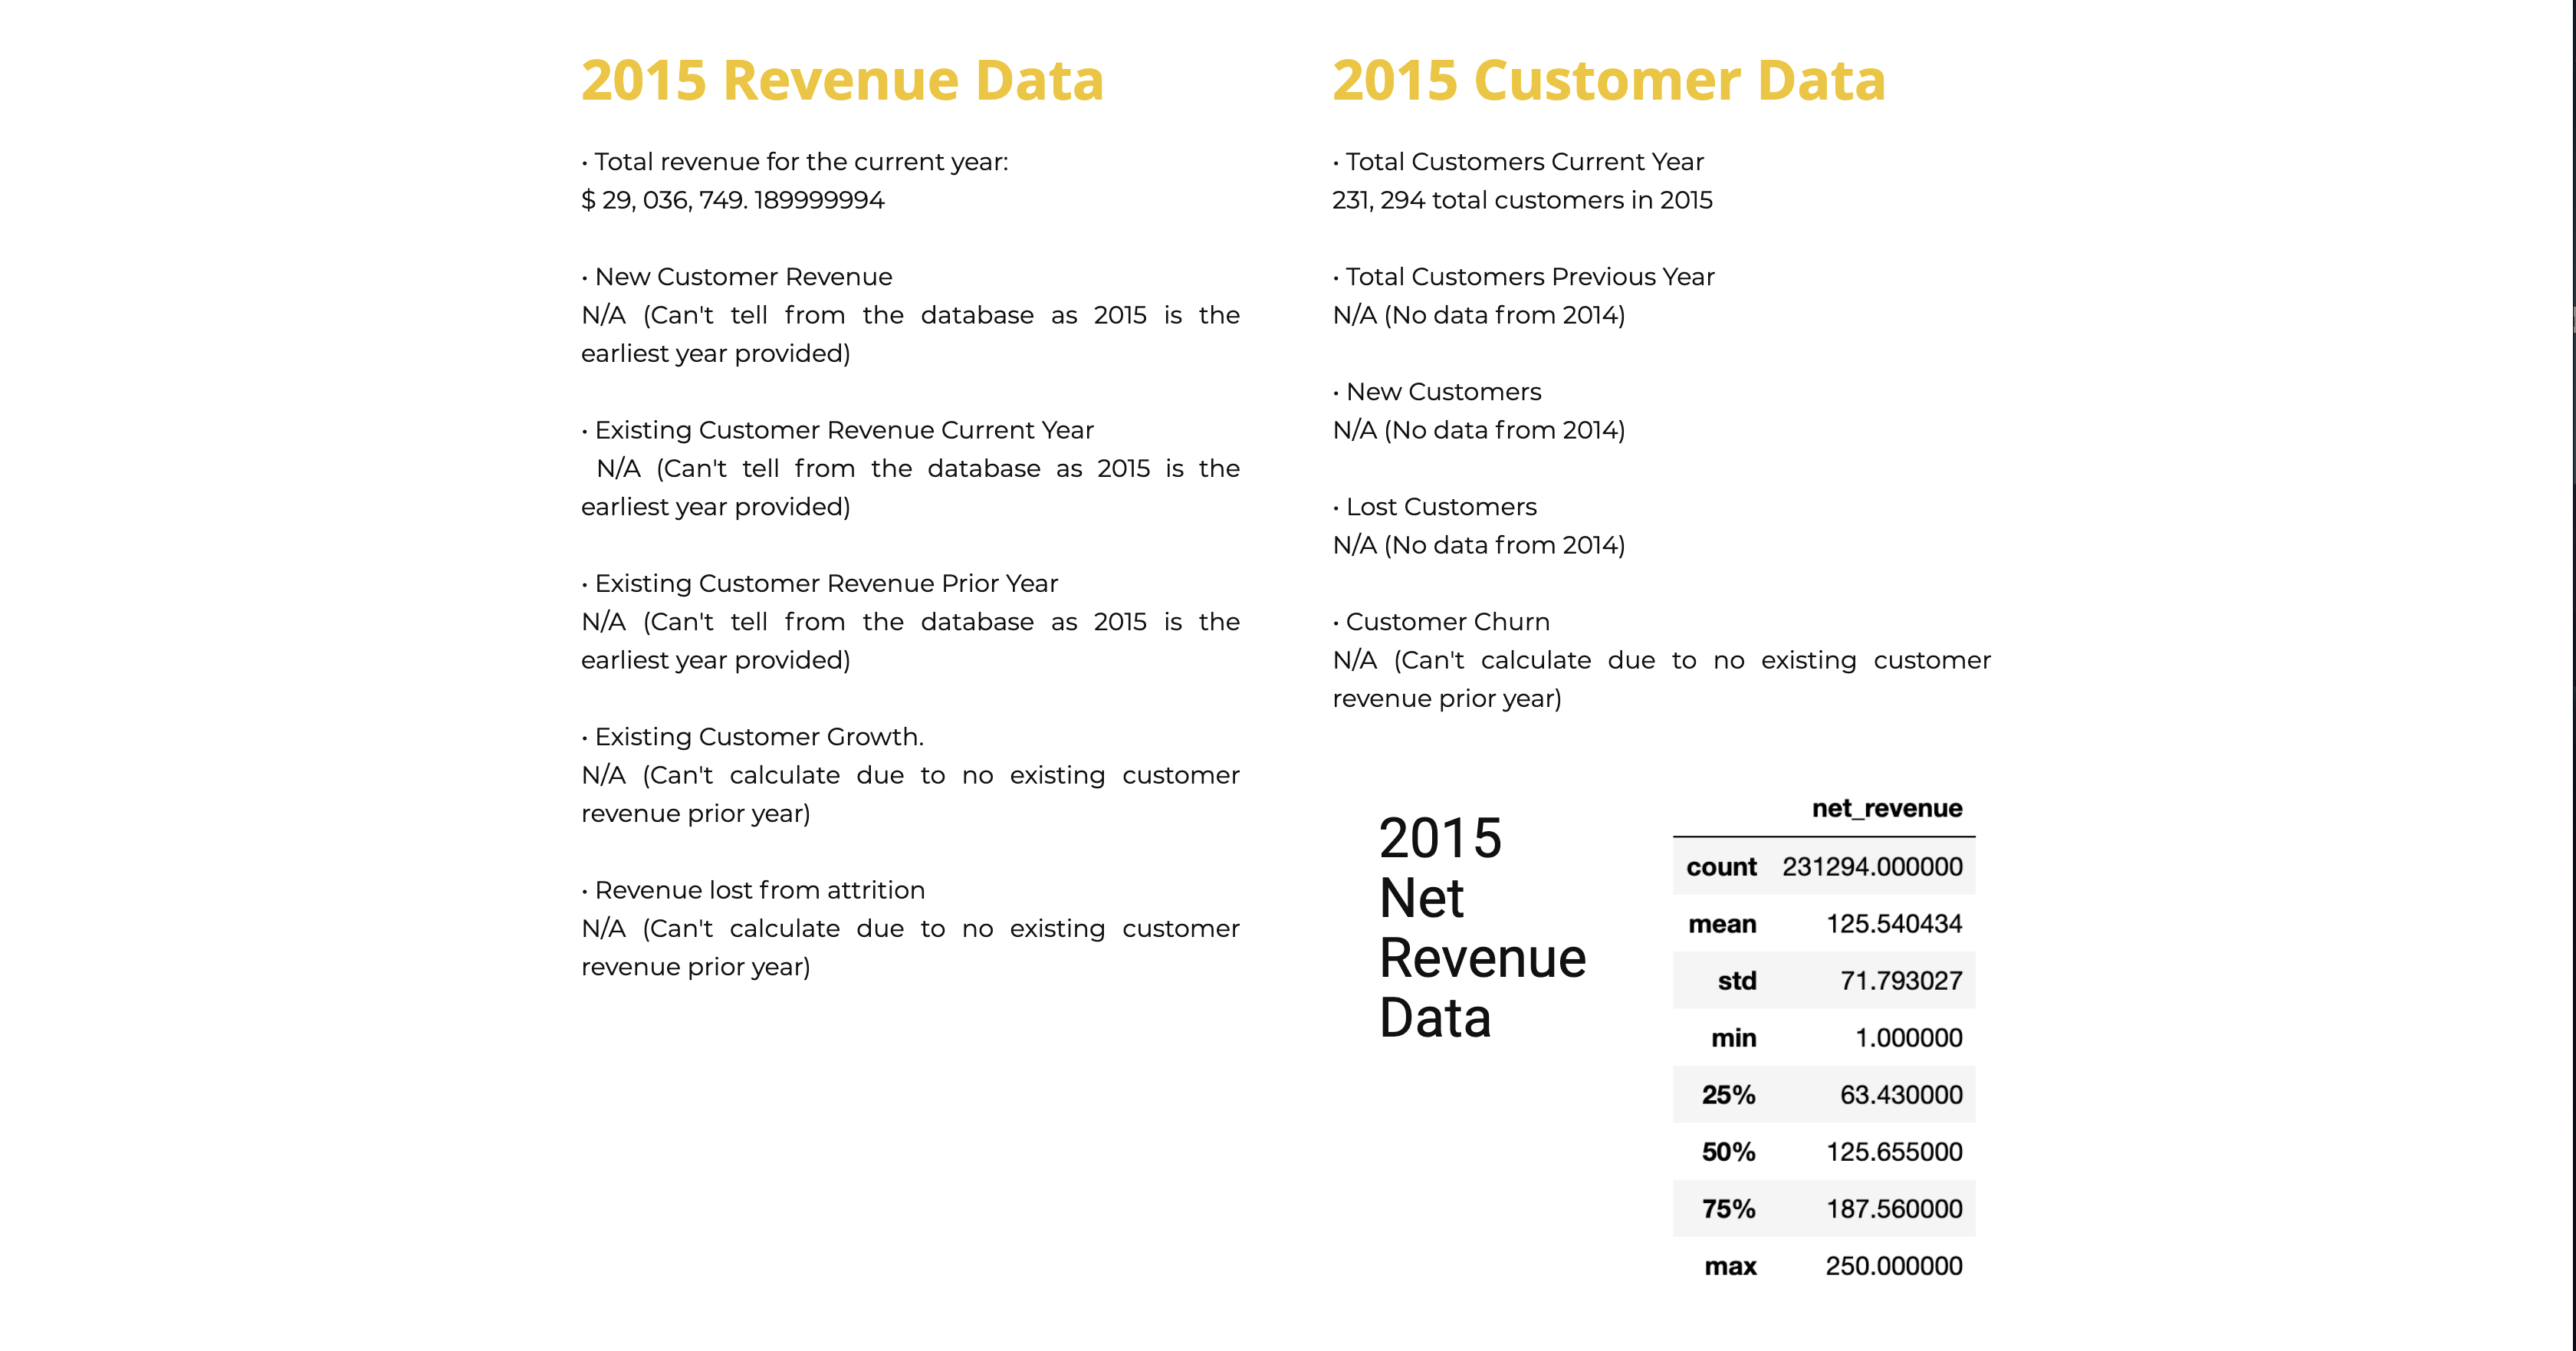 2015 Revenue Data
• Total revenue for the current year:
$ 29, 036, 749. 189999994
• New Customer Revenue
N/A (Can't tell from the database as 2015 is the
earliest year provided)
• Existing Customer Revenue Current Year
N/A (Can't tell from the database as 2015 is the
earliest year provided)
• Existing Customer Revenue Prior Year
N/A (Can't tell from the database as 2015 is the
earliest year provided)
• Existing Customer Growth.
N/A (Can't calculate due to no existing customer
revenue prior year)
• Revenue lost from attrition
N/A (Can't calculate due to no existing customer
revenue prior year)
2015 Customer Data
• Total Customers Current Year
231, 294 total customers in 2015
• Total Customers Previous Year
N/A (No data from 2014)
• New Customers
N/A (No data from 2014)
• Lost Customers
N/A (No data from 2014)
• Customer Churn
N/A (Can't calculate due to no existing customer
revenue prior year)
2015
Net
Revenue
Data
net_revenue
count 231294.000000
mean 125.540434
std 71.793027
min 1.000000
25% 63.430000
50% 125.655000
75% 187.560000
max 250.000000